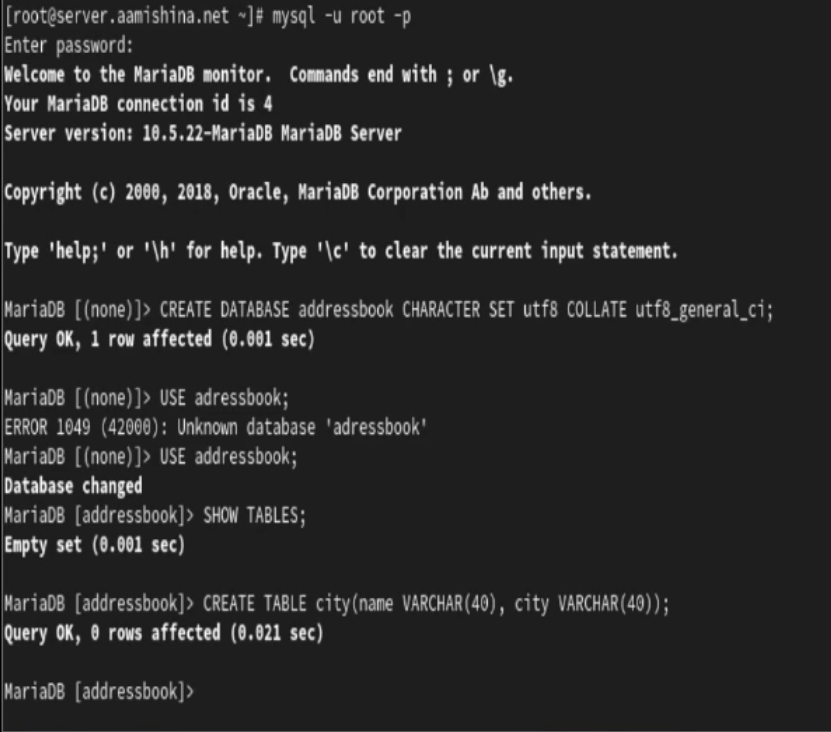 [root@server.aamishina.net ~]# mysql -u root -p
Enter password:
Welcome to the MariaDB monitor.  Commands end with ; or \g.
Your MariaDB connection id is 4
Server version: 10.5.22-MariaDB MariaDB Server
Copyright (c) 2000, 2018, Oracle, MariaDB Corporation Ab and others.
Type 'help;' or '\h' for help. Type '\c' to clear the current input statement.
MariaDB [(none)]> CREATE DATABASE addressbook CHARACTER SET utf8 COLLATE utf8_general_ci;
Query OK, 1 row affected (0.001 sec)
MariaDB [(none)]> USE adressbook;
ERROR 1049 (42000): Unknown database 'adressbook'
MariaDB [(none)]> USE addressbook;
Database changed
MariaDB [addressbook]> SHOW TABLES;
Empty set (0.001 sec)
MariaDB [addressbook]> CREATE TABLE city(name VARCHAR(40), city VARCHAR(40));
Query OK, 0 rows affected (0.021 sec)
MariaDB [addressbook]>